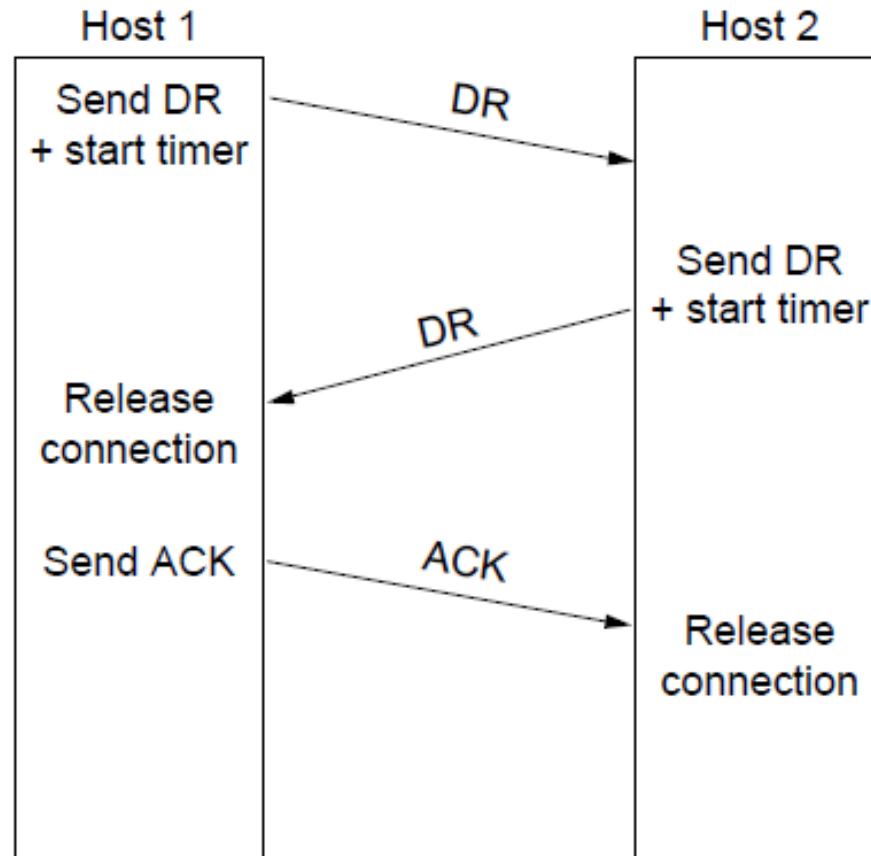 Host 1
Host 2
Send DR
+ start timer
DR
Send DR
+ start timer
DR
Release
connection
Send ACK
ACK
Release
connection